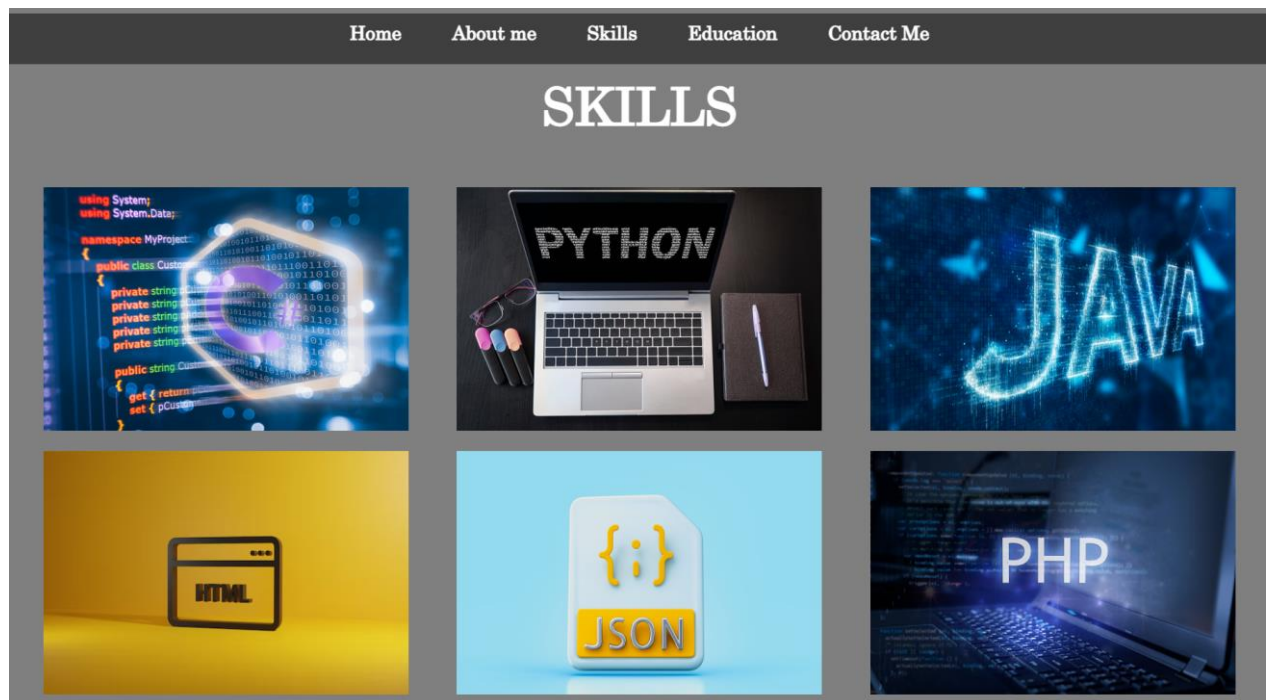 Home About me Skills Education Contact Me
SKILLS
using System;
using System.Data;
namespace MyProject
{
public class
{
private string
private string
private string
private string
private string
public string
{
get { return
set {
}
C#
PYTHON
JAVA
HTML
{;}
JSON
PHP